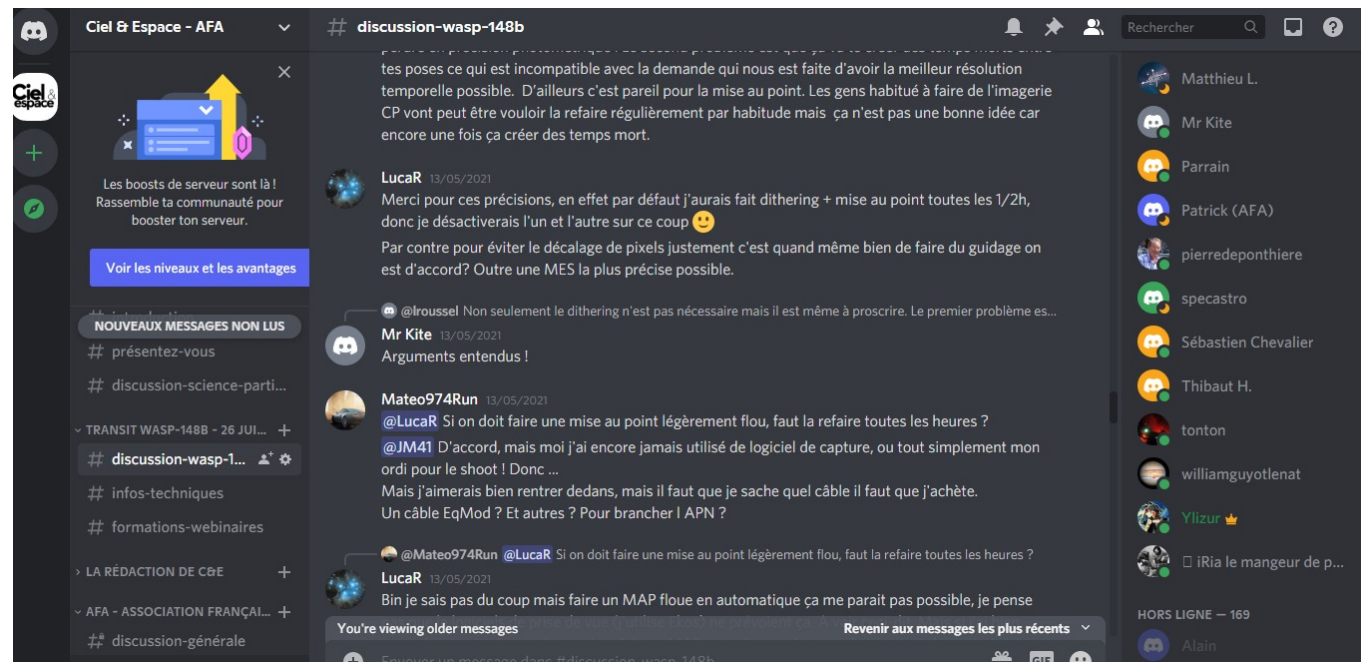 Ciel & Espace - AFA
Ciel & espace
Les boosts de serveur sont là !
Rassemble ta communauté pour
booster ton serveur.
Voir les niveaux et les avantages
NOUVEAUX MESSAGES NON LUS
# présentez-vous
# discussion-science-parti...
TRANSIT WASP-148B - 26 JUI...
# discussion-wasp-1...
# infos-techniques
# formations-webinaires
LA RÉDACTION DE C&E
AFA - ASSOCIATION FRANÇAI...
# discussion-générale
# discussion-wasp-148b
Rechercher
tes poses ce qui est incompatible avec la demande qui nous est faite d'avoir la meilleur résolution
temporelle possible. D'ailleurs c'est pareil pour la mise au point. Les gens habitué à faire de l'imagerie
CP vont peut être vouloir la refaire régulièrement par habitude mais ça n'est pas une bonne idée car
encore une fois ça créer des temps mort.
LucaR 13/05/2021
Merci pour ces précisions, en effet par défaut j'aurais fait dithering + mise au point toutes les 1/2h,
donc je désactiverais l'un et l'autre sur ce coup 🙂
Par contre pour éviter le décalage de pixels justement c'est quand même bien de faire du guidage on
est d'accord? Outre une MES la plus précise possible.
@lroussel Non seulement le dithering n'est pas nécessaire mais il est même à proscrire. Le premier problème es...
Mr Kite 13/05/2021
Arguments entendus !
Mateo974Run 13/05/2021
@LucaR Si on doit faire une mise au point légèrement flou, faut la refaire toutes les heures ?
@JM41 D'accord, mais moi j'ai encore jamais utilisé de logiciel de capture, ou tout simplement mon
ordi pour le shoot ! Donc ...
Mais j'aimerais bien rentrer dedans, mais il faut que je sache quel câble il faut que j'achète.
Un câble EqMod ? Et autres ? Pour brancher l APN ?
@Mateo974Run @LucaR Si on doit faire une mise au point légèrement flou, faut la refaire toutes les heures ?
LucaR 13/05/2021
Bin je sais pas du coup mais faire un MAP floue en automatique ça me parait pas possible, je pense
You're viewing older messages
Revenir aux messages les plus récents
Envoyer un message dans #discussion-wasp-148b
GIF
Matthieu L.
Mr Kite
Parrain
Patrick (AFA)
pierredeponthiere
specastro
Sébastien Chevalier
Thibaut H.
tonton
williamguyotlenat
Ylizur
iRia le mangeur de p...
HORS LIGNE — 169
Alain